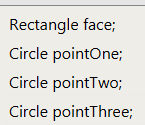 Rectangle face;
Circle pointOne;
Circle pointTwo;
Circle pointThree;